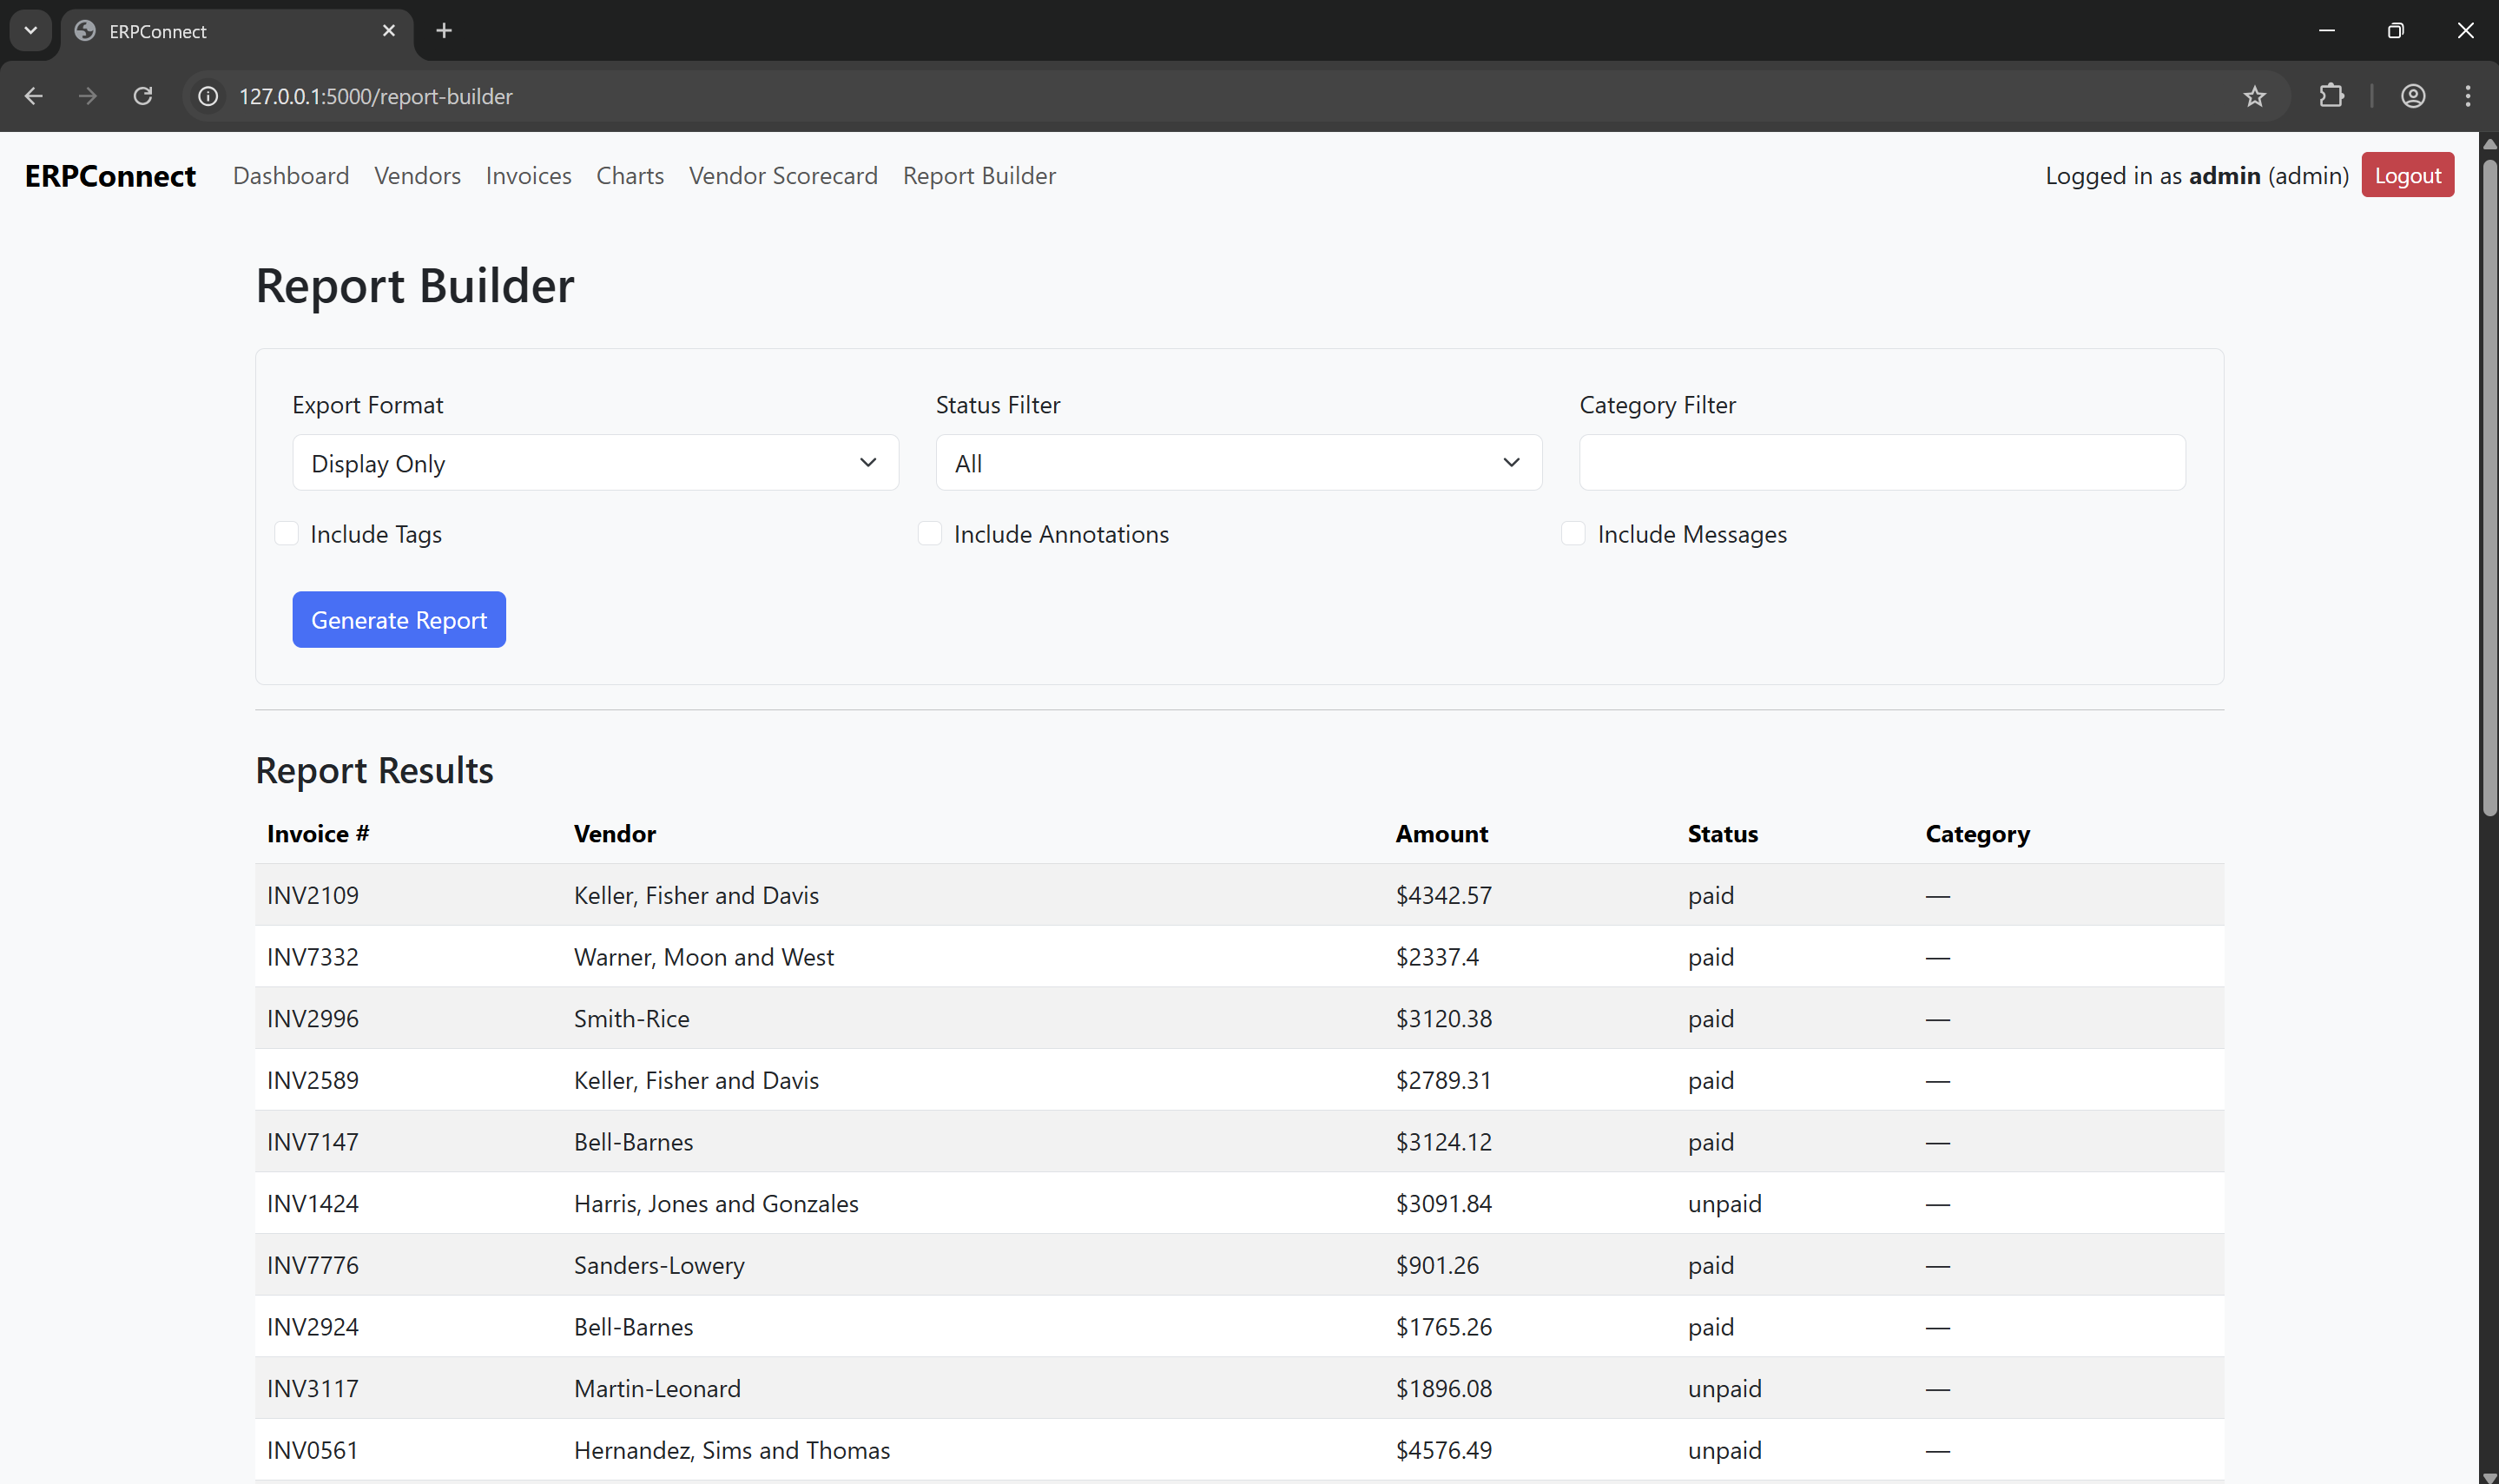 ERPConnect
127.0.0.1:5000/report-builder
ERPConnect Dashboard Vendors Invoices Charts Vendor Scorecard Report Builder Logged in as admin (admin) Logout
Report Builder
Export Format Status Filter Category Filter
Display Only All
Include Tags Include Annotations Include Messages
Generate Report
Report Results
Invoice # Vendor Amount Status Category
INV2109 Keller, Fisher and Davis $4342.57 paid —
INV7332 Warner, Moon and West $2337.4 paid —
INV2996 Smith-Rice $3120.38 paid —
INV2589 Keller, Fisher and Davis $2789.31 paid —
INV7147 Bell-Barnes $3124.12 paid —
INV1424 Harris, Jones and Gonzales $3091.84 unpaid —
INV7776 Sanders-Lowery $901.26 paid —
INV2924 Bell-Barnes $1765.26 paid —
INV3117 Martin-Leonard $1896.08 unpaid —
INV0561 Hernandez, Sims and Thomas $4576.49 unpaid —